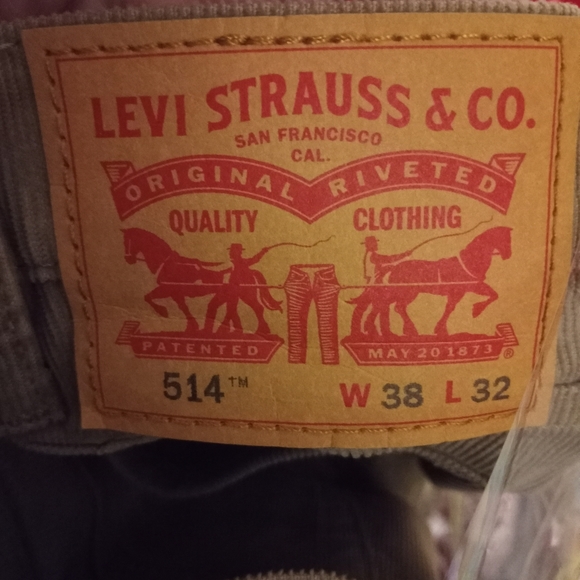 LEVI STRAUSS & CO.
SAN FRANCISCO
CAL.
ORIGINAL RIVETED
QUALITY CLOTHING
PATENTED MAY 20 1873 ®
514™ W 38 L 32